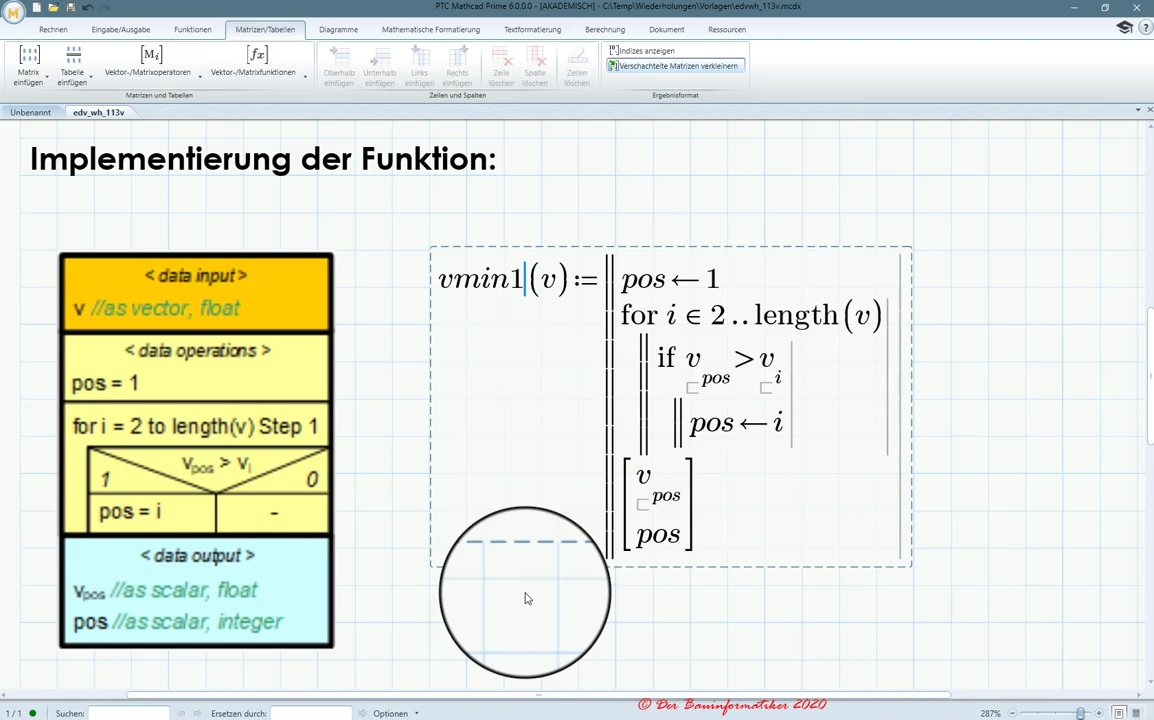 PTC Mathcad Prime 6.0.0.0 - [AKADEMISCH] - C:\Temp\Wiederholungen\Vorlagen\edvwh_113v.mcdx
Rechnen Eingabe/Ausgabe Funktionen Matrizen/Tabellen Diagramme Mathematische Formatierung Textformatierung Berechnung Dokument Ressourcen
Matrix einfügen
Tabelle einfügen
Vektor-/Matrixoperatoren
Vektor-/Matrixfunktionen
Oberhalb einfügen
Unterhalb einfügen
Links einfügen
Rechts einfügen
Zeile löschen
Spalte löschen
Zellen löschen
Indizes anzeigen
Verschachtelte Matrizen verkleinern
Matrizen und Tabellen Zeilen und Spalten Ergebnisformat
Unbenannt edv_wh_113v
Implementierung der Funktion:
< data input>
v //as vector, float
< data operations >
pos = 1
for i = 2 to length(v) Step 1
vpos > vi
1 0
pos = i -
< data output >
vpos //as scalar, float
pos //as scalar, integer
vmin1(v) := pos ← 1
for i ∈ 2 .. length(v)
if v pos > v i
pos ← i
v pos
pos
© Der Bauinformatiker 2020
1 / 1 Suchen: Ersetzen durch: Optionen 287%